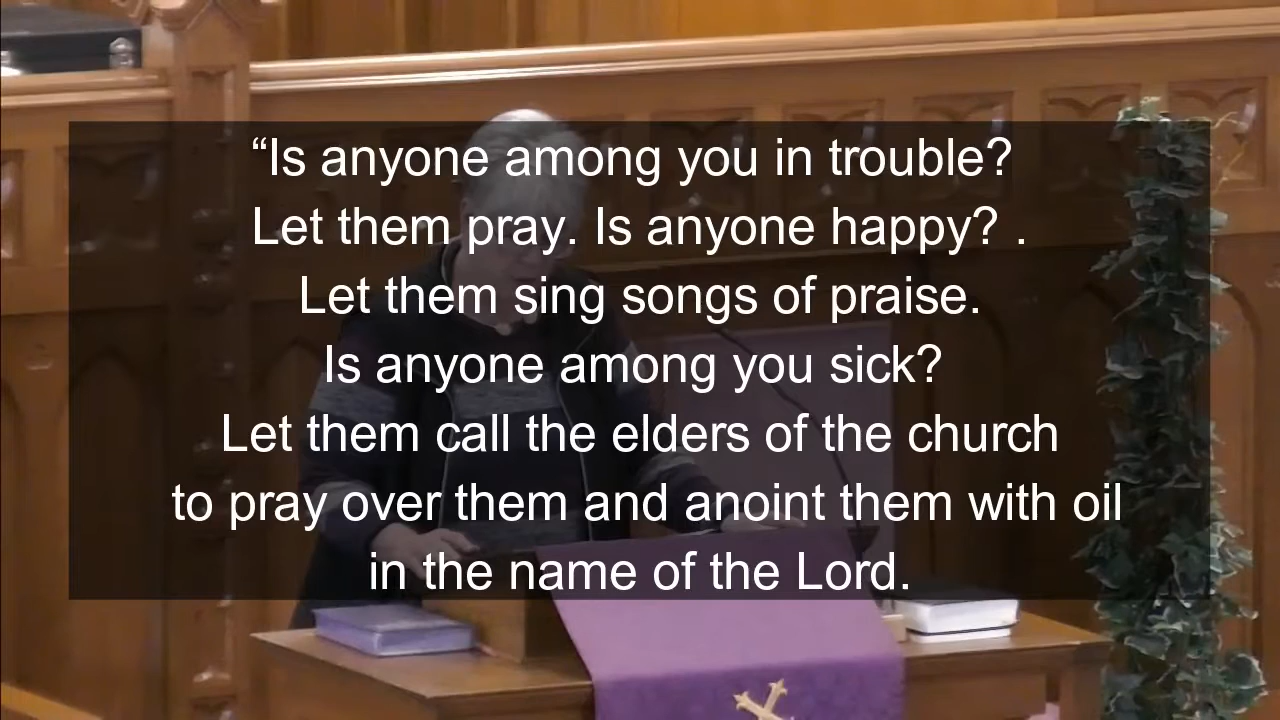 “Is anyone among you in trouble?
Let them pray. Is anyone happy? .
Let them sing songs of praise.
Is anyone among you sick?
Let them call the elders of the church
to pray over them and anoint them with oil
in the name of the Lord.